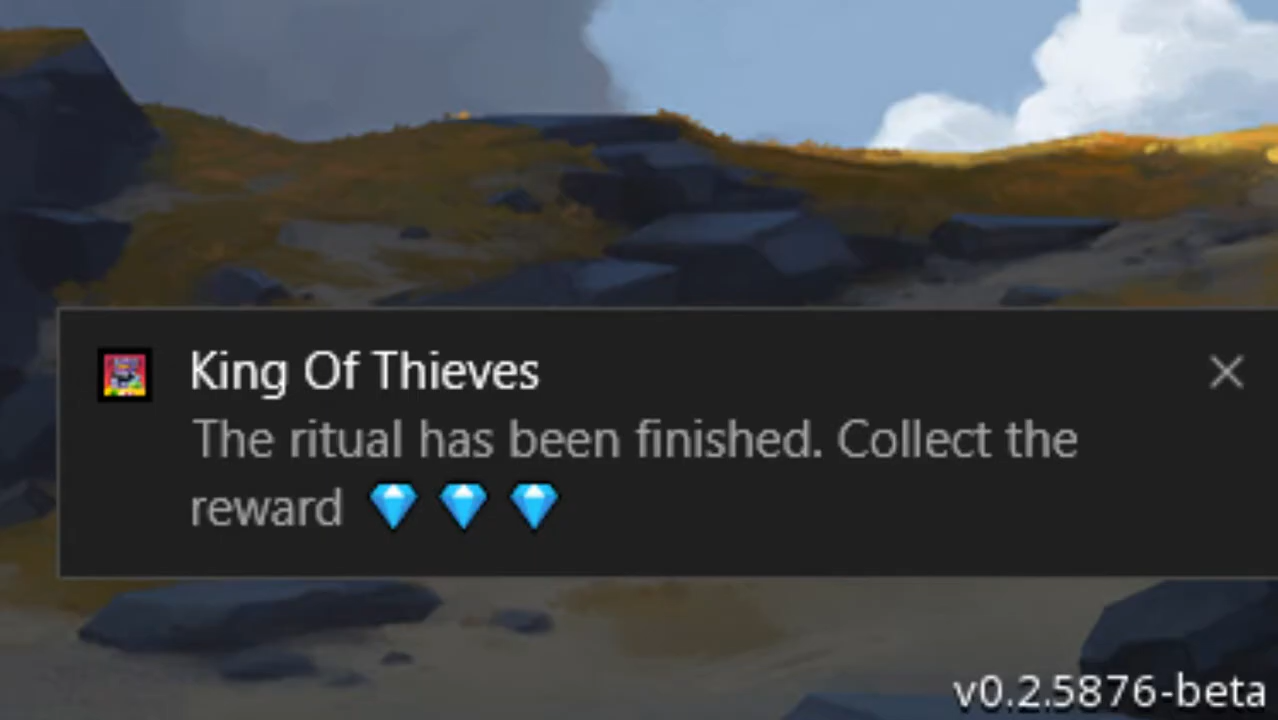 King Of Thieves
The ritual has been finished. Collect the
reward 💎 💎 💎
v0.2.5876-beta